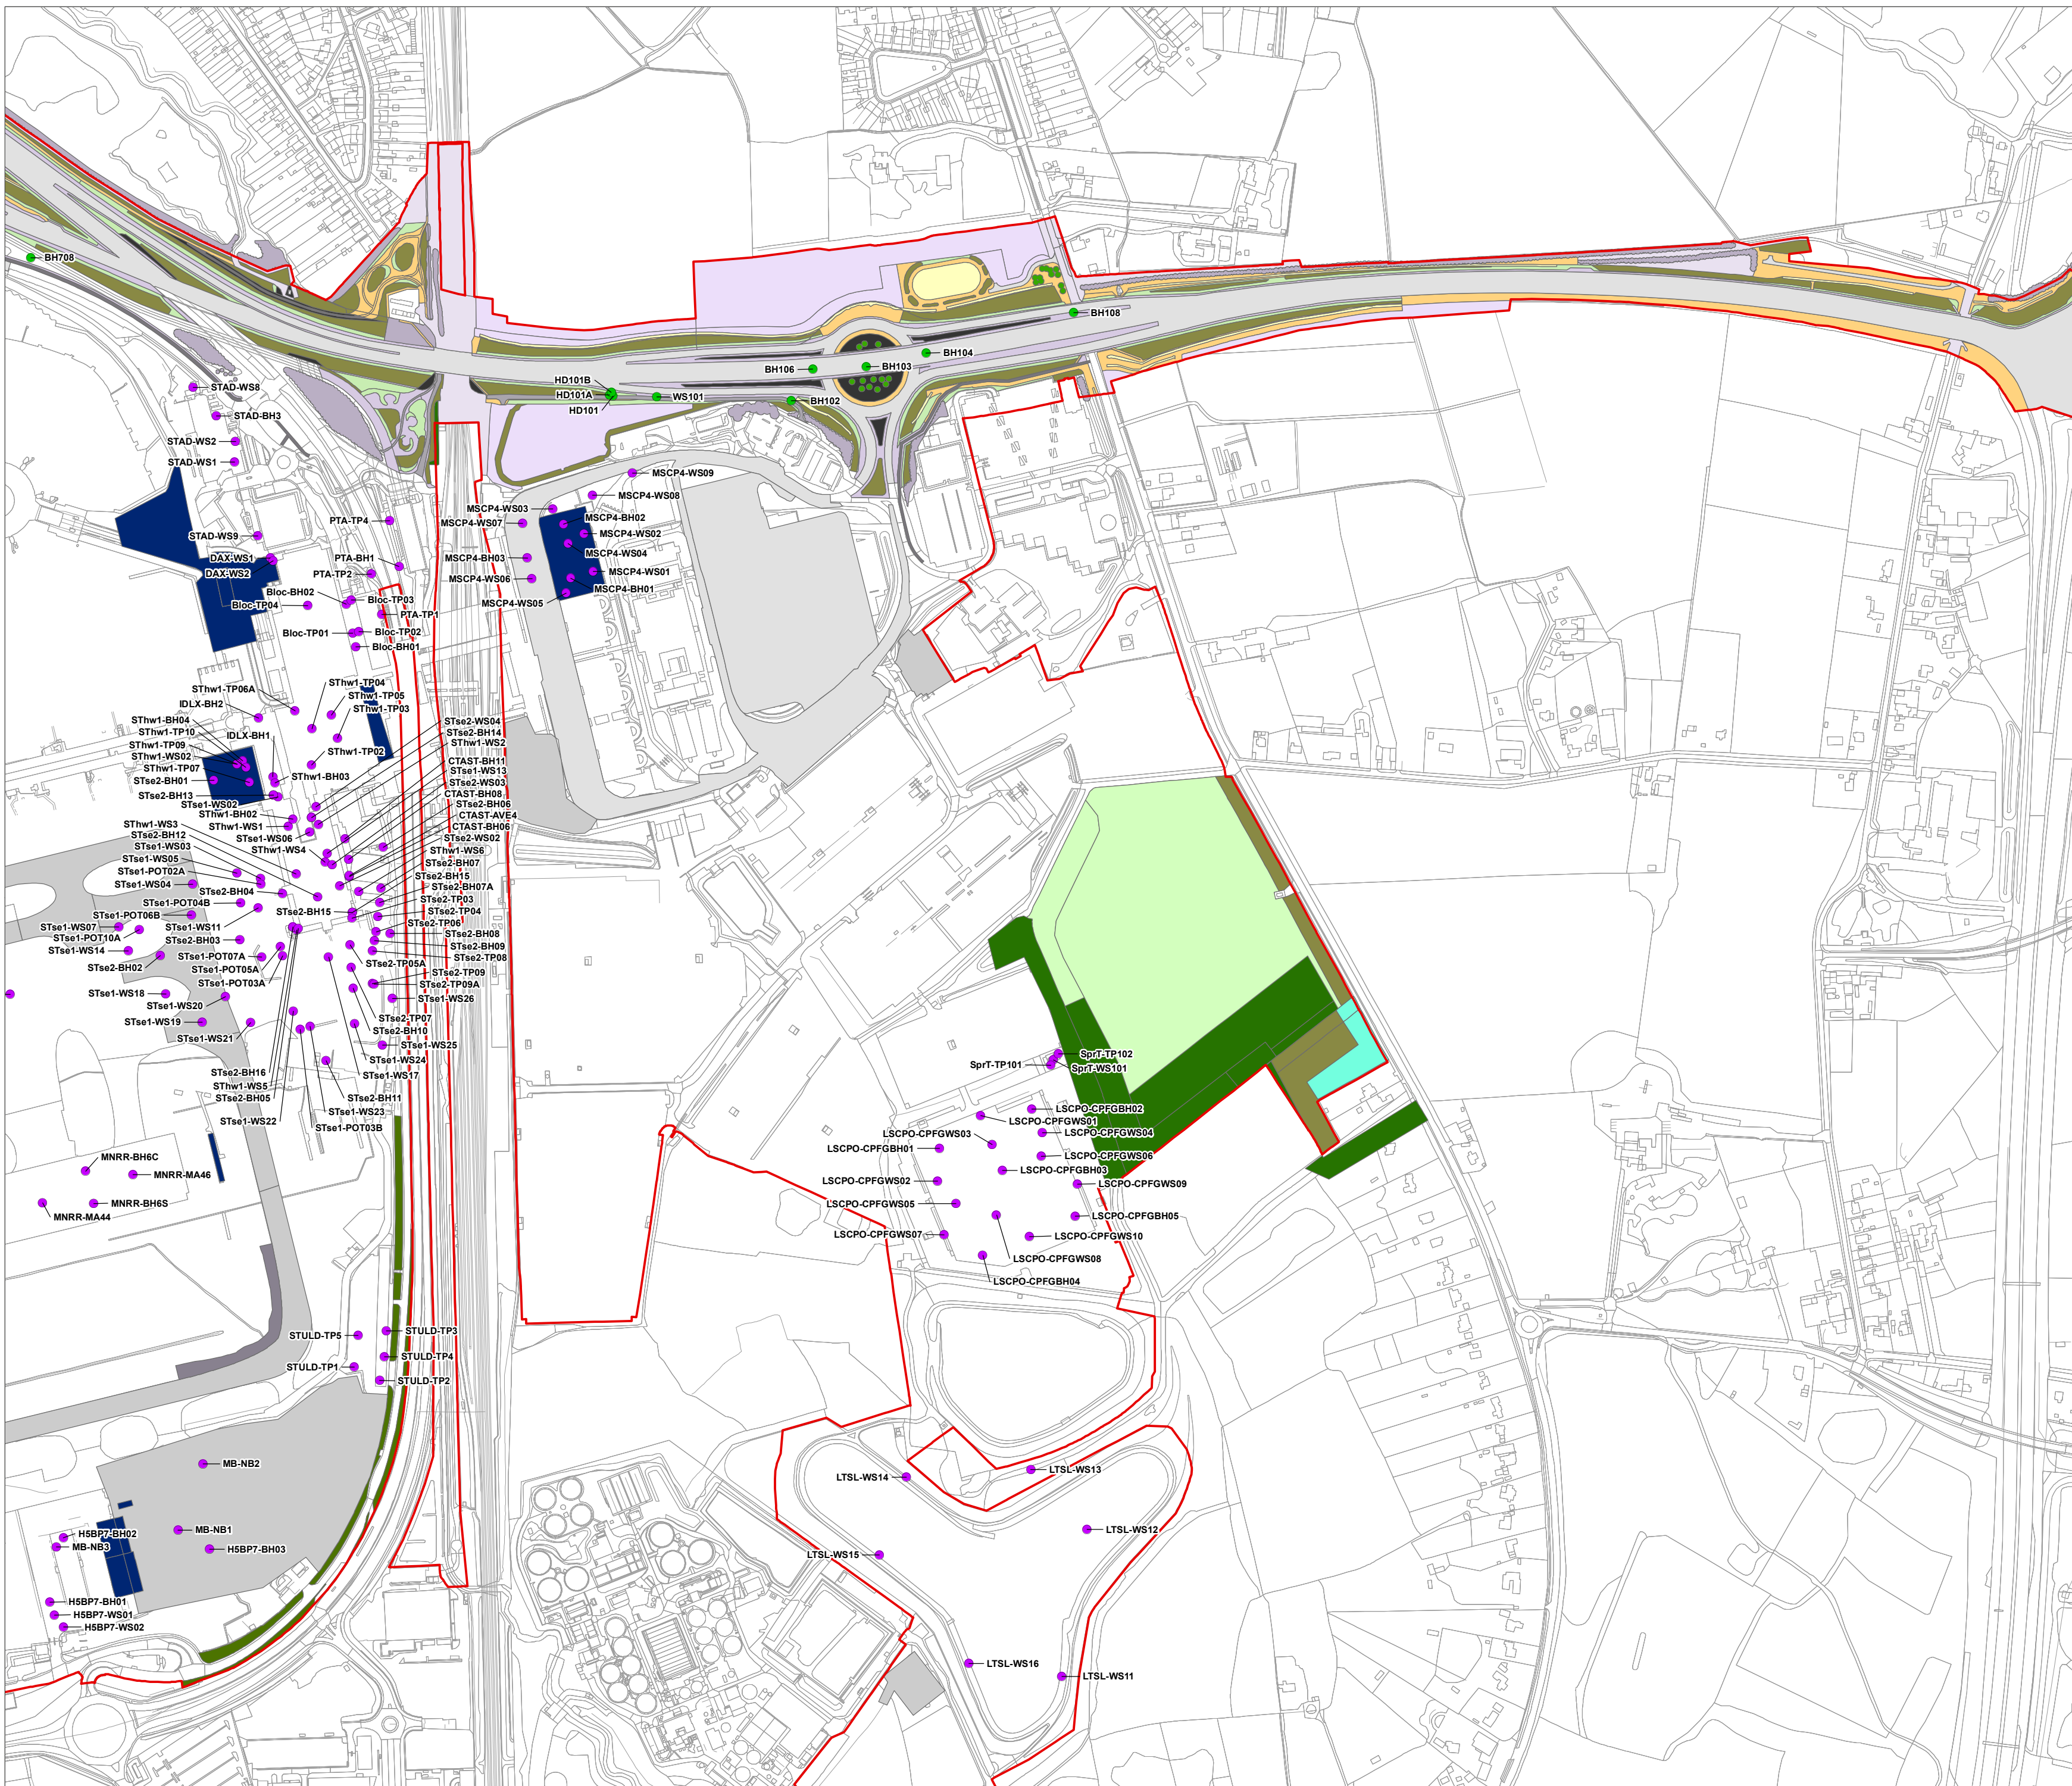 BH708
BH108
BH104
BH106
BH103
HD101B
HD101A
HD101
WS101
BH102
STAD-WS8
STAD-BH3
STAD-WS2
STAD-WS1
MSCP4-WS09
MSCP4-WS08
MSCP4-WS03
MSCP4-BH02
MSCP4-WS07
PTA-TP4
MSCP4-WS02
STAD-WS9
MSCP4-WS04
DAX-WS1
PTA-BH1
MSCP4-BH03
DAX-WS2
PTA-TP2
MSCP4-WS01
MSCP4-WS06
MSCP4-BH01
Bloc-BH02
Bloc-TP03
MSCP4-WS05
Bloc-TP04
PTA-TP1
Bloc-TP01
Bloc-TP02
Bloc-BH01
SThw1-TP04
SThw1-TP06A
SThw1-TP05
IDLX-BH2
SThw1-TP03
SThw1-BH04
STse2-WS04
SThw1-TP10
STse2-BH14
IDLX-BH1
SThw1-TP09
SThw1-WS2
SThw1-TP02
SThw1-WS02
CTAST-BH11
SThw1-TP07
STse1-WS13
SThw1-BH03
STse2-BH01
STse2-WS03
STse2-BH13
CTAST-BH08
STse1-WS02
STse2-BH06
SThw1-BH02
CTAST-AVE4
SThw1-WS3
SThw1-WS1
CTAST-BH06
STse2-BH12
STse1-WS06
STse2-WS02
STse1-WS03
SThw1-WS4
SThw1-WS6
STse1-WS05
STse2-BH07
STse1-POT02A
STse2-BH15
STse1-WS04
STse2-BH07A
STse2-BH04
STse2-TP03
STse1-POT04B
STse2-BH15
STse2-TP04
STse1-POT06B
STse2-TP06
STse1-WS07
STse1-WS11
STse2-BH08
STse1-POT10A
STse2-BH03
STse2-BH09
STse1-WS14
STse1-POT07A
STse2-TP08
STse2-BH02
STse1-POT05A
STse2-TP05A
STse2-TP09
STse1-POT03A
STse2-TP09A
STse1-WS18
STse1-WS26
STse1-WS20
STse1-WS19
STse2-TP07
STse1-WS21
STse2-BH10
STse1-WS25
SprT-TP102
STse1-WS24
SprT-TP101
SprT-WS101
STse2-BH16
STse1-WS17
SThw1-WS5
STse2-BH05
STse2-BH11
LSCPO-CPFGBH02
STse1-WS22
STse1-WS23
LSCPO-CPFGWS01
STse1-POT03B
LSCPO-CPFGWS03
LSCPO-CPFGWS04
LSCPO-CPFGBH01
MNRR-BH6C
LSCPO-CPFGWS06
MNRR-MA46
LSCPO-CPFGBH03
LSCPO-CPFGWS02
LSCPO-CPFGWS09
MNRR-BH6S
LSCPO-CPFGWS05
MNRR-MA44
LSCPO-CPFGBH05
LSCPO-CPFGWS07
LSCPO-CPFGWS10
LSCPO-CPFGWS08
LSCPO-CPFGBH04
STULD-TP5
STULD-TP3
STULD-TP4
STULD-TP1
STULD-TP2
MB-NB2
LTSL-WS14
LTSL-WS13
MB-NB1
LTSL-WS12
H5BP7-BH02
MB-NB3
H5BP7-BH03
LTSL-WS15
H5BP7-BH01
H5BP7-WS01
H5BP7-WS02
LTSL-WS16
LTSL-WS11